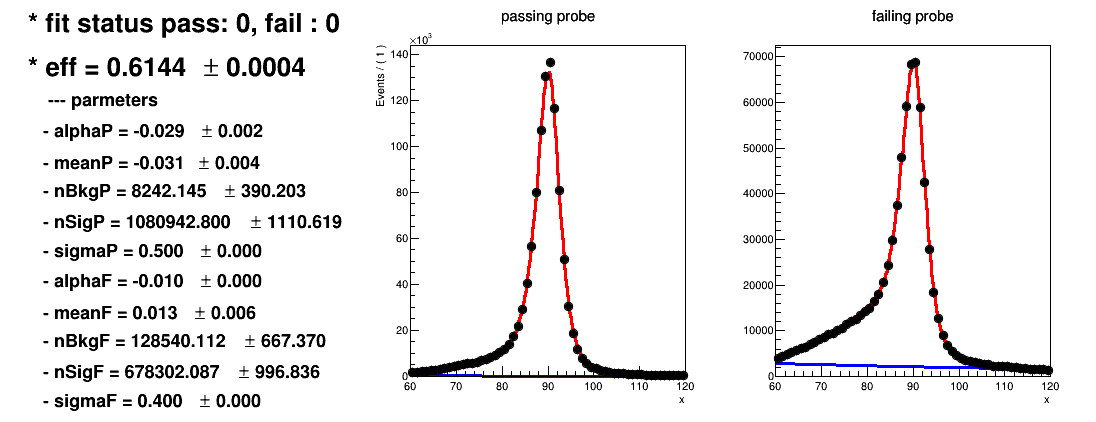 * fit status pass: 0, fail : 0
* eff = 0.6144 ± 0.0004
--- parmeters
- alphaP = -0.029 ± 0.002
- meanP = -0.031 ± 0.004
- nBkgP = 8242.145 ± 390.203
- nSigP = 1080942.800 ± 1110.619
- sigmaP = 0.500 ± 0.000
- alphaF = -0.010 ± 0.000
- meanF = 0.013 ± 0.006
- nBkgF = 128540.112 ± 667.370
- nSigF = 678302.087 ± 996.836
- sigmaF = 0.400 ± 0.000
passing probe
×10³
Events / ( 1 )
140
120
100
80
60
40
20
0
60 70 80 90 100 110 120
x
failing probe
70000
60000
50000
40000
30000
20000
10000
0
60 70 80 90 100 110 120
x